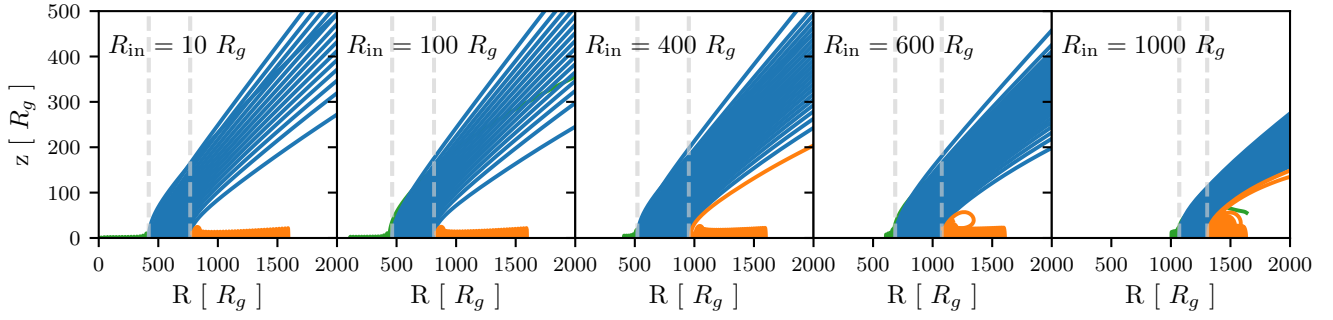 500
400
300
200
100
0
z [ R_g ]
R_in = 10 R_g
R_in = 100 R_g
R_in = 400 R_g
R_in = 600 R_g
R_in = 1000 R_g
0 500 1000 1500 2000 500 1000 1500 2000 500 1000 1500 2000 500 1000 1500 2000 500 1000 1500 2000
R [ R_g ] R [ R_g ] R [ R_g ] R [ R_g ] R [ R_g ]